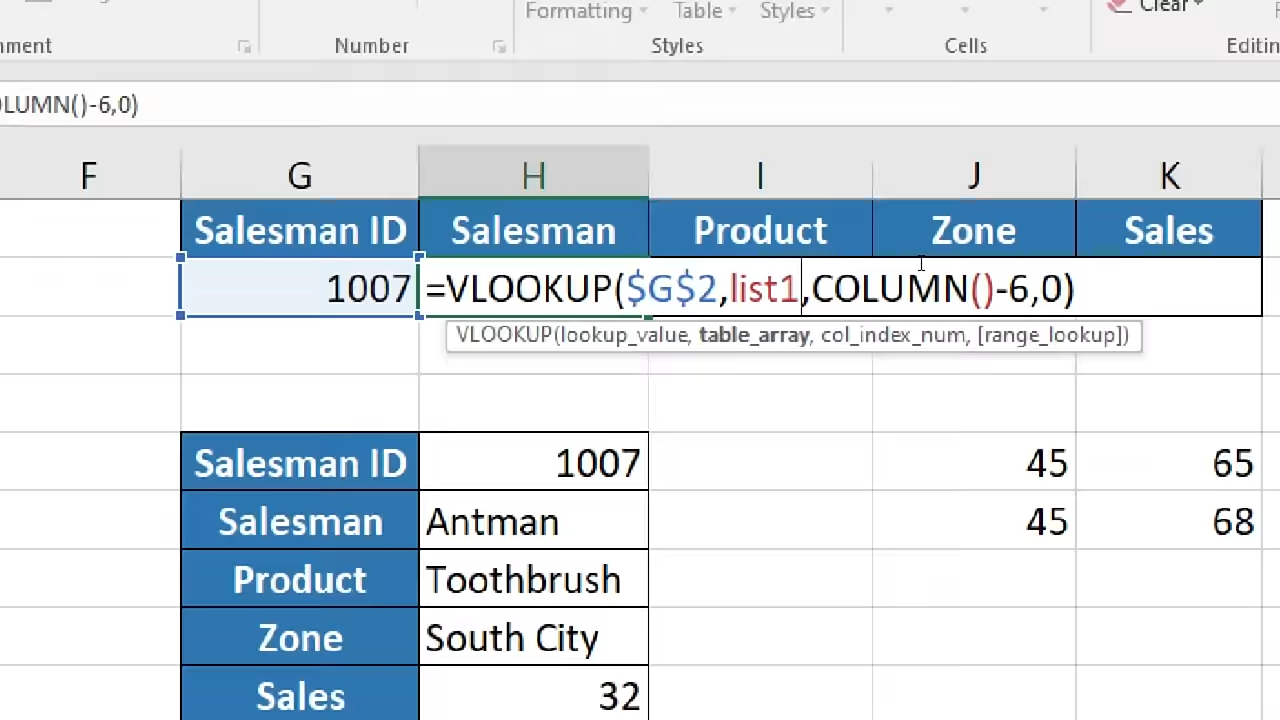 Formatting Table Styles Clear
Number Styles Cells
OLUMN()-6,0)
F G H I J K
Salesman ID Salesman Product Zone Sales
1007 =VLOOKUP($G$2,list1,COLUMN()-6,0)
VLOOKUP(lookup_value, table_array, col_index_num, [range_lookup])
Salesman ID 1007 45 65
Salesman Antman 45 68
Product Toothbrush
Zone South City
Sales 32